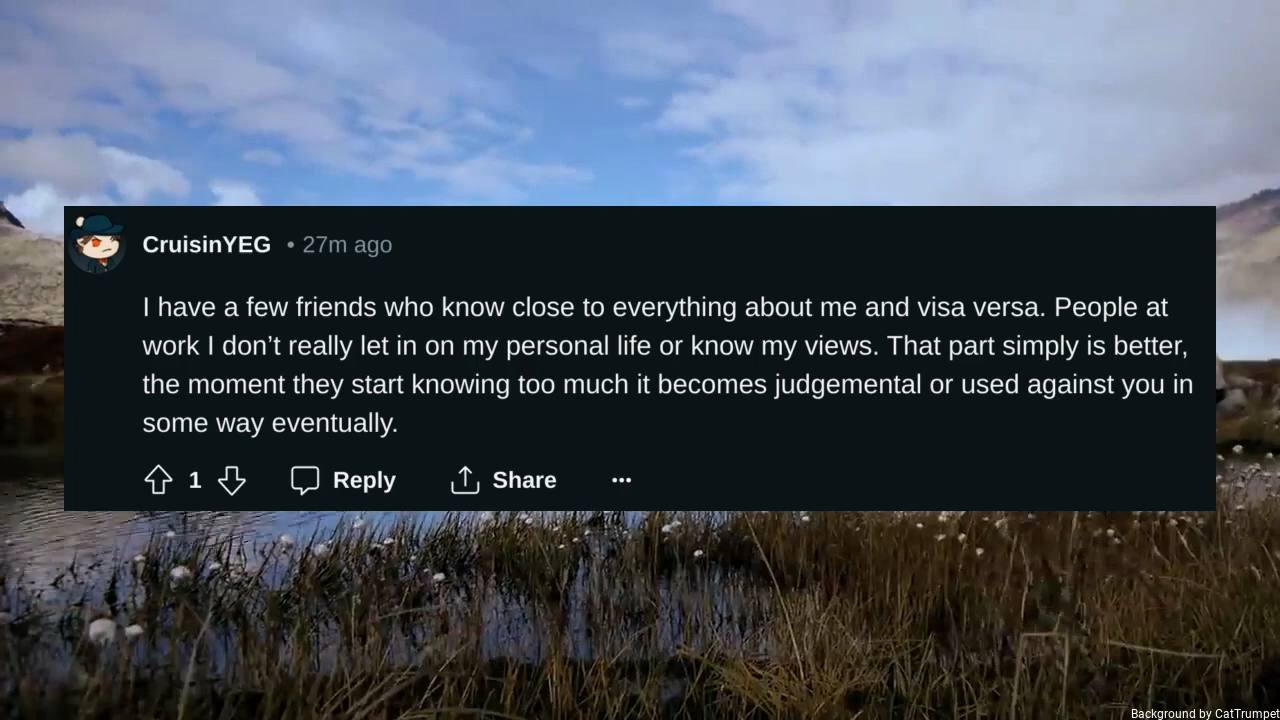 CruisinYEG • 27m ago
I have a few friends who know close to everything about me and visa versa. People at
work I don’t really let in on my personal life or know my views. That part simply is better,
the moment they start knowing too much it becomes judgemental or used against you in
some way eventually.
1 Reply Share ···
Background by CatTrumpet